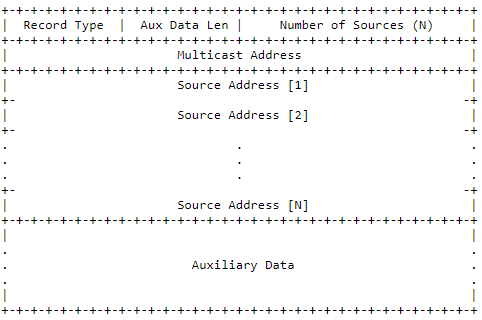 +-+-+-+-+-+-+-+-+-+-+-+-+-+-+-+-+-+-+-+-+-+-+-+-+-+-+-+-+-+-+-+-+
|  Record Type  |  Aux Data Len |     Number of Sources (N)     |
+-+-+-+-+-+-+-+-+-+-+-+-+-+-+-+-+-+-+-+-+-+-+-+-+-+-+-+-+-+-+-+-+
|                       Multicast Address                       |
+-+-+-+-+-+-+-+-+-+-+-+-+-+-+-+-+-+-+-+-+-+-+-+-+-+-+-+-+-+-+-+-+
|                       Source Address [1]                      |
+-                                                             -+
|                       Source Address [2]                      |
+-                                                             -+
.                               .                               .
.                               .                               .
.                               .                               .
+-                                                             -+
|                       Source Address [N]                      |
+-+-+-+-+-+-+-+-+-+-+-+-+-+-+-+-+-+-+-+-+-+-+-+-+-+-+-+-+-+-+-+-+
|                                                               |
.                                                               .
.                         Auxiliary Data                        .
.                                                               .
|                                                               |
+-+-+-+-+-+-+-+-+-+-+-+-+-+-+-+-+-+-+-+-+-+-+-+-+-+-+-+-+-+-+-+-+